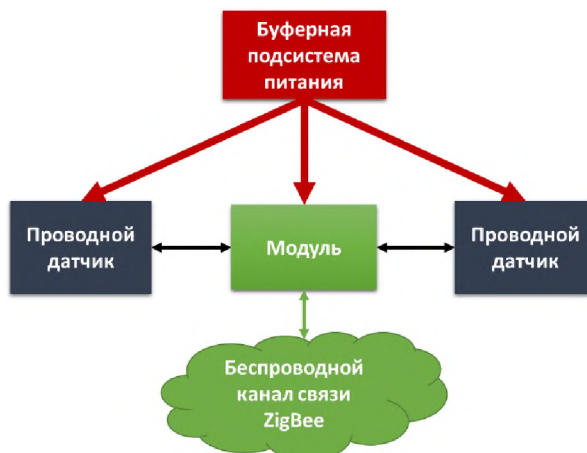 Буферная
подсистема
питания
Проводной
датчик
Модуль
Проводной
датчик
Беспроводной
канал связи
ZigBee